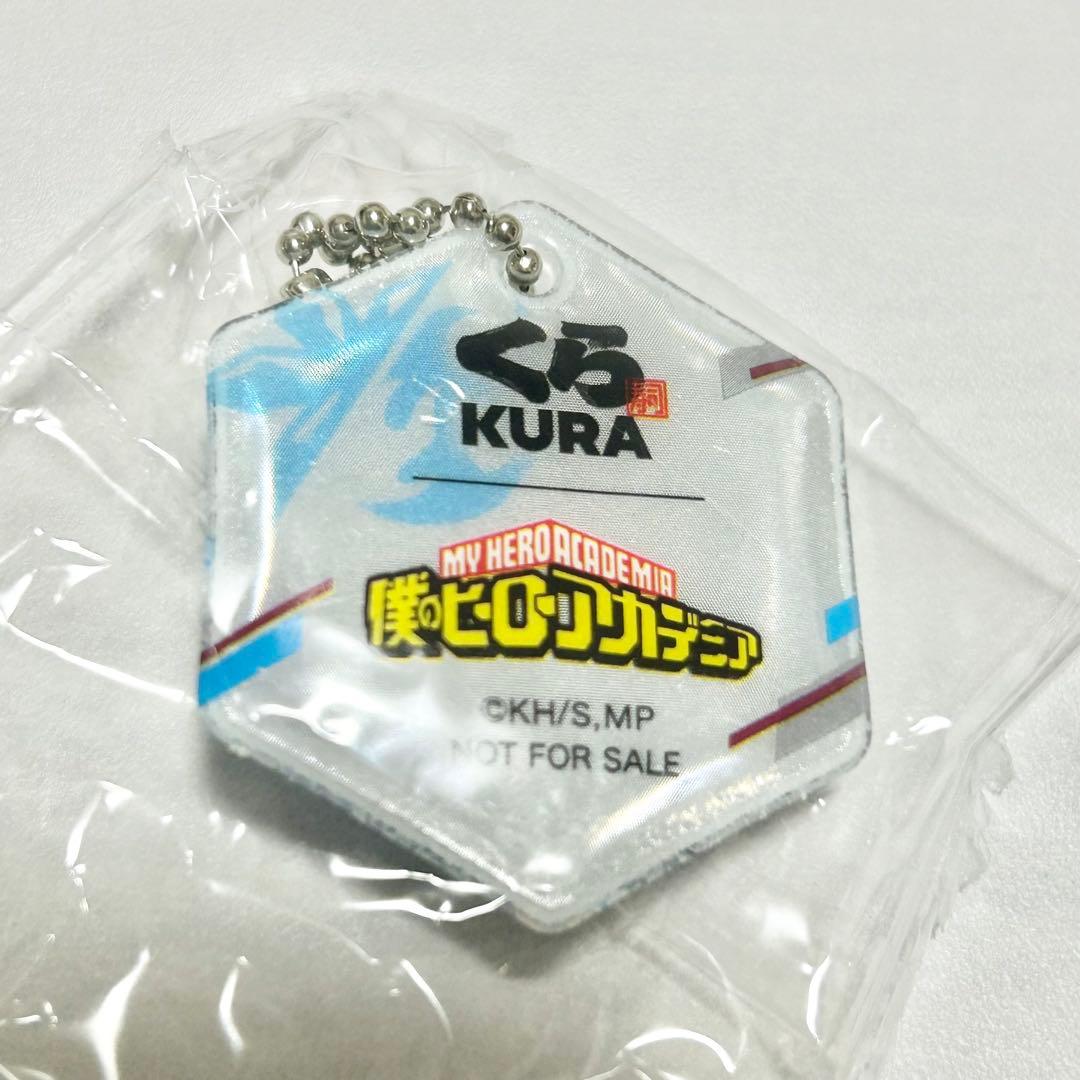 くら
KURA
MY HERO ACADEMIA
僕のヒーローアカデミア
©KH/S,MP
NOT FOR SALE